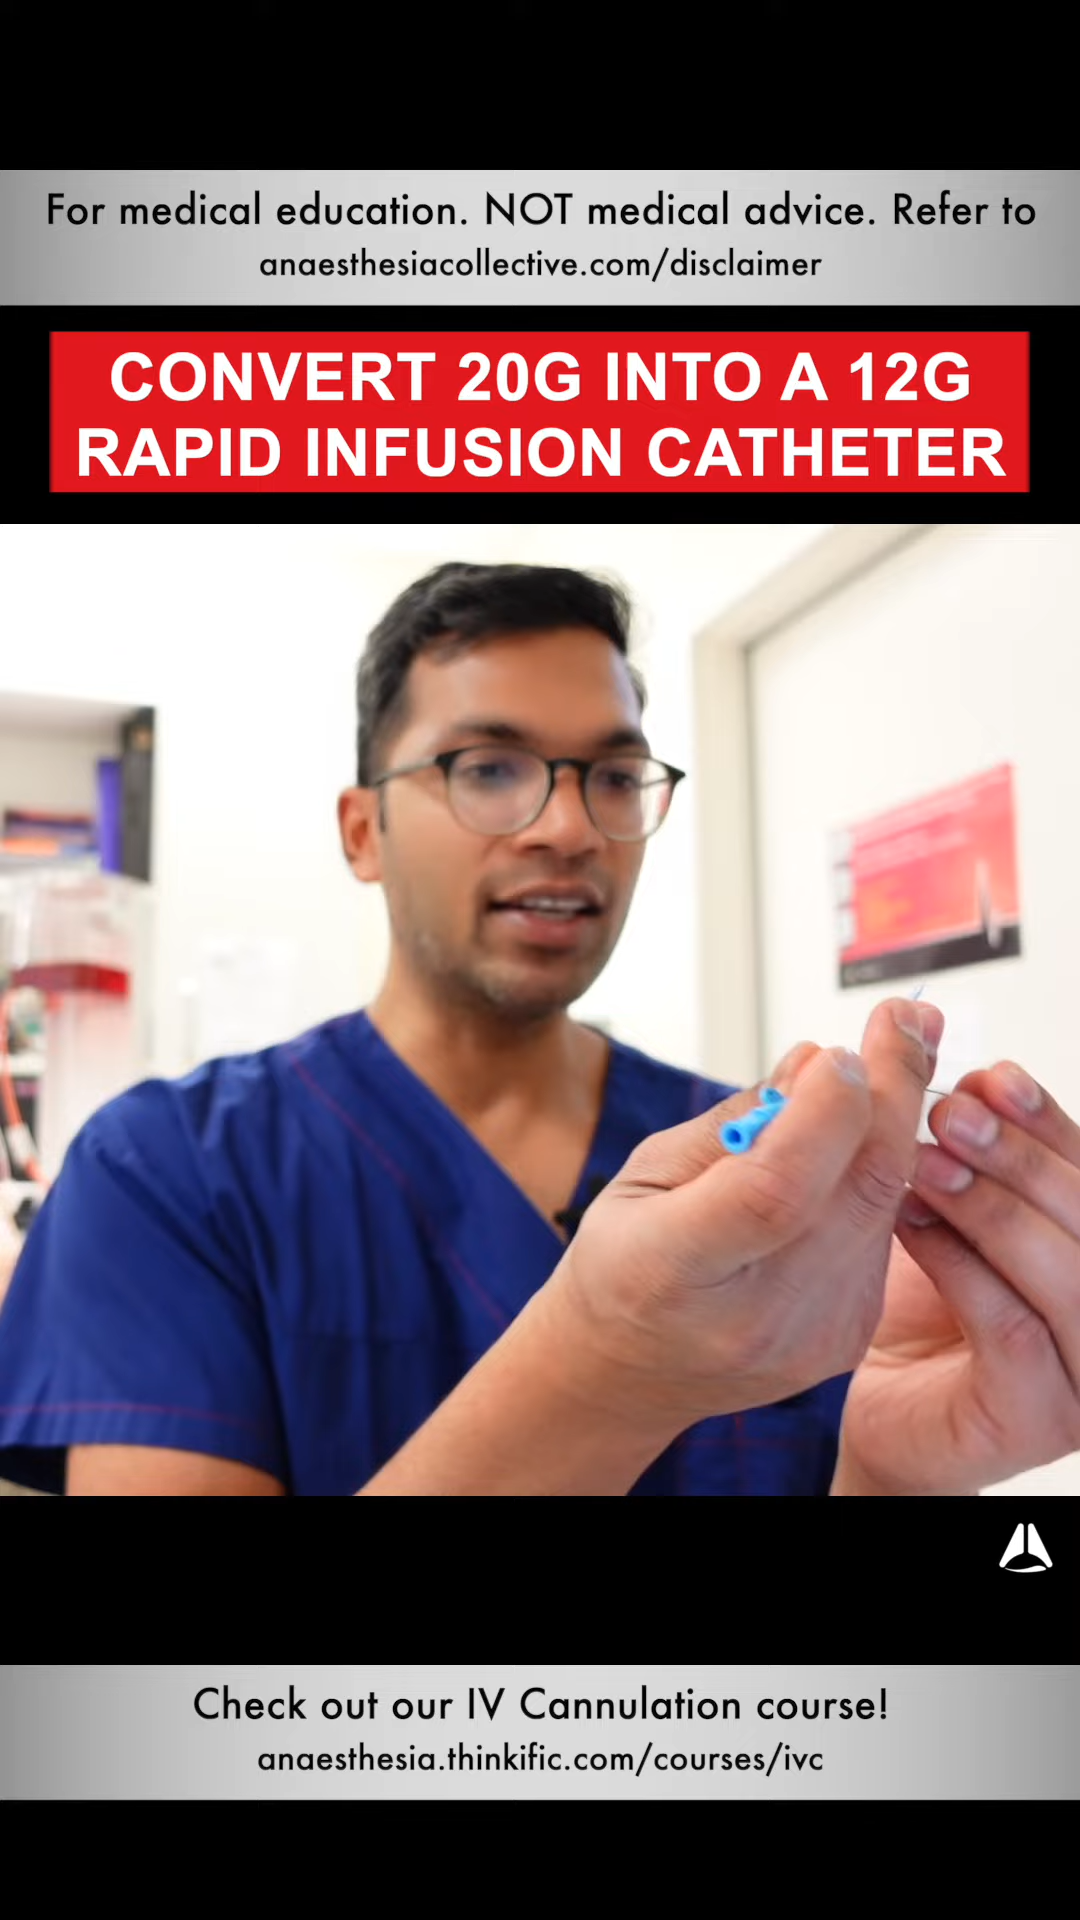 For medical education. NOT medical advice. Refer to
anaesthesiacollective.com/disclaimer
CONVERT 20G INTO A 12G
RAPID INFUSION CATHETER
Check out our IV Cannulation course!
anaesthesia.thinkific.com/courses/ivc